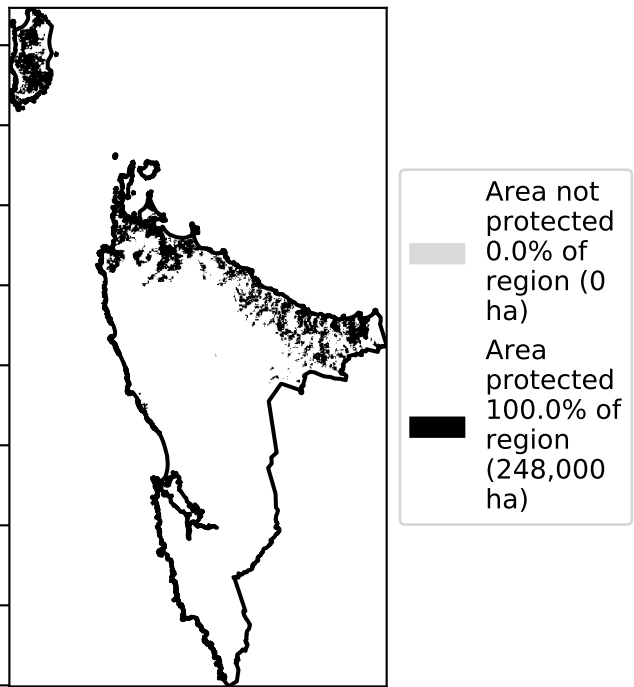 Area not
protected
0.0% of
region (0
ha)
Area
protected
100.0% of
region
(248,000
ha)